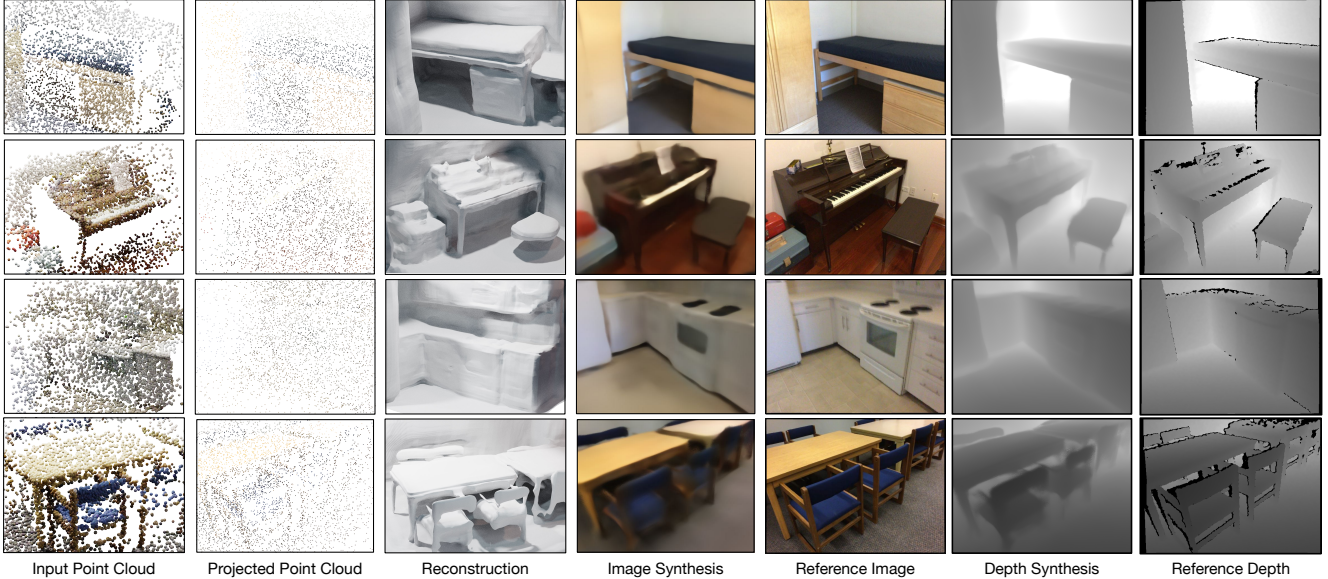 Input Point Cloud
Projected Point Cloud
Reconstruction
Image Synthesis
Reference Image
Depth Synthesis
Reference Depth